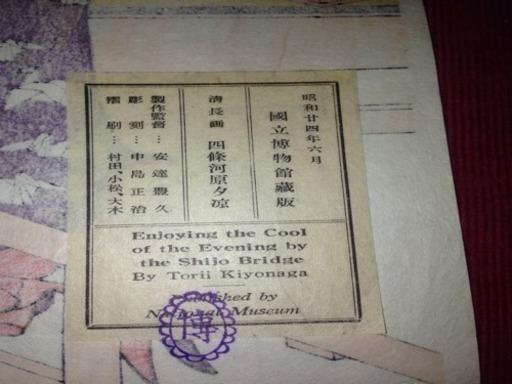 昭和廿四年六月
國立博物館藏版
清長画 四條河原夕凉
製作監督… 安達豐久
彫 刻… 中島正治
摺 刷… 村田、小松、大木
Enjoying the Cool
of the Evening by
the Shijo Bridge
By Torii Kiyonaga
Published by
National Museum
博